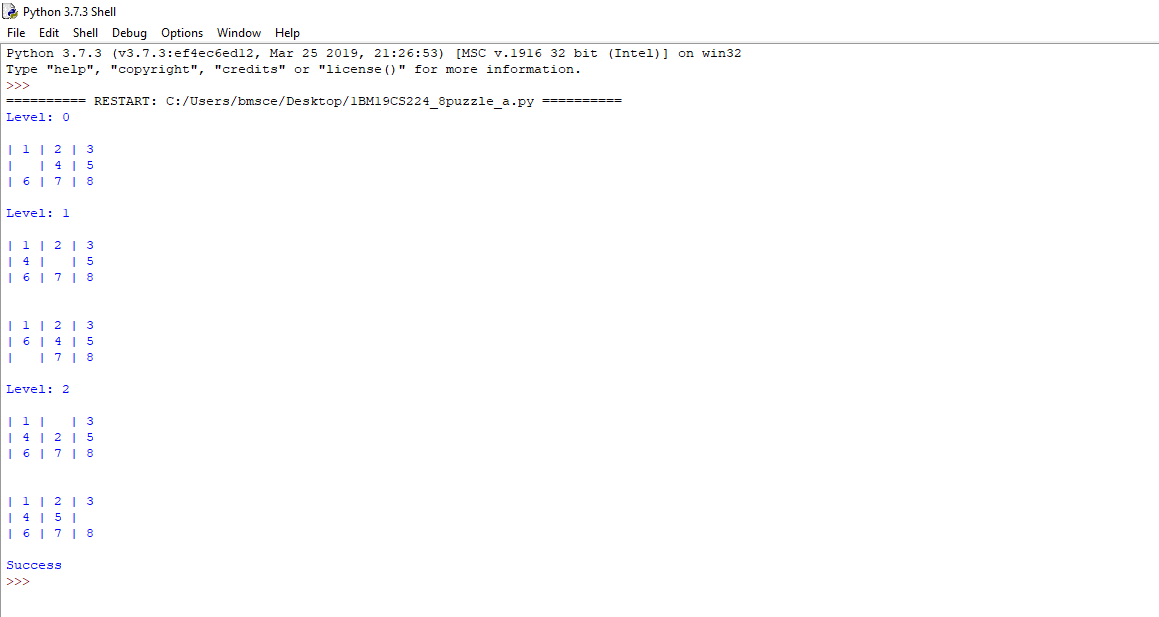 Python 3.7.3 Shell
File Edit Shell Debug Options Window Help
Python 3.7.3 (v3.7.3:ef4ec6ed12, Mar 25 2019, 21:26:53) [MSC v.1916 32 bit (Intel)] on win32
Type "help", "copyright", "credits" or "license()" for more information.
>>>
========== RESTART: C:/Users/bmsce/Desktop/1BM19CS224_8puzzle_a.py ==========
Level: 0
| 1 | 2 | 3
|   | 4 | 5
| 6 | 7 | 8
Level: 1
| 1 | 2 | 3
| 4 |   | 5
| 6 | 7 | 8
| 1 | 2 | 3
| 6 | 4 | 5
|   | 7 | 8
Level: 2
| 1 |   | 3
| 4 | 2 | 5
| 6 | 7 | 8
| 1 | 2 | 3
| 4 | 5 |
| 6 | 7 | 8
Success
>>>